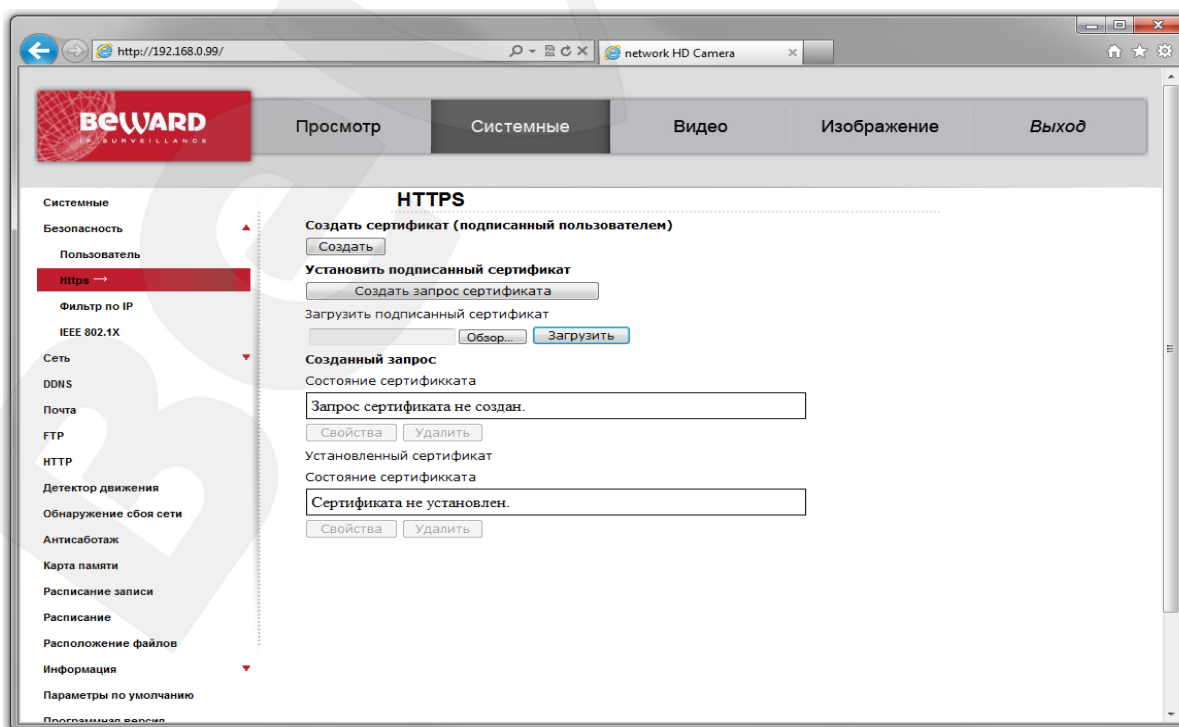 http://192.168.0.99/
network HD Camera
BEWARD
IP SURVEILLANCE
Просмотр
Системные
Видео
Изображение
Выход
Системные
Безопасность
Пользователь
Https →
Фильтр по IP
IEEE 802.1X
Сеть
DDNS
Почта
FTP
HTTP
Детектор движения
Обнаружение сбоя сети
Антисаботаж
Карта памяти
Расписание записи
Расписание
Расположение файлов
Информация
Параметры по умолчанию
Программная версия
HTTPS
Создать сертификат (подписанный пользователем)
Создать
Установить подписанный сертификат
Создать запрос сертификата
Загрузить подписанный сертификат
Обзор...
Загрузить
Созданный запрос
Состояние сертификката
Запрос сертификата не создан.
Свойства
Удалить
Установленный сертификат
Состояние сертификката
Сертификата не установлен.
Свойства
Удалить